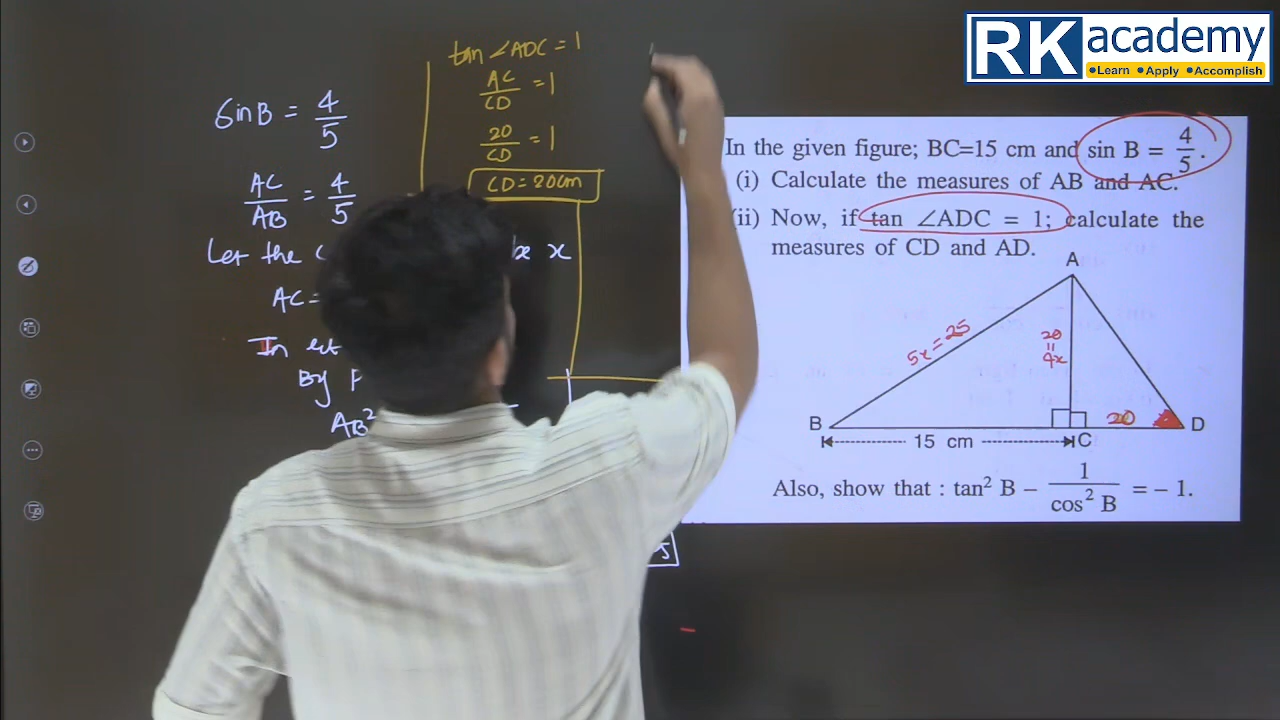 RK academy
•Learn •Apply •Accomplish
tan ∠ADC = 1
AC/CD = 1
20/CD = 1
CD = 20cm
SinB = 4/5
AC/AB = 4/5
Let the be x
AC=
In
By P
AB²
In the given figure; BC=15 cm and sin B = 4/5.
(i) Calculate the measures of AB and AC.
(ii) Now, if tan ∠ADC = 1; calculate the
measures of CD and AD.
A
5x = 25
20
=
4x
B
20
D
15 cm
C
Also, show that : tan² B – 1/cos² B = – 1.